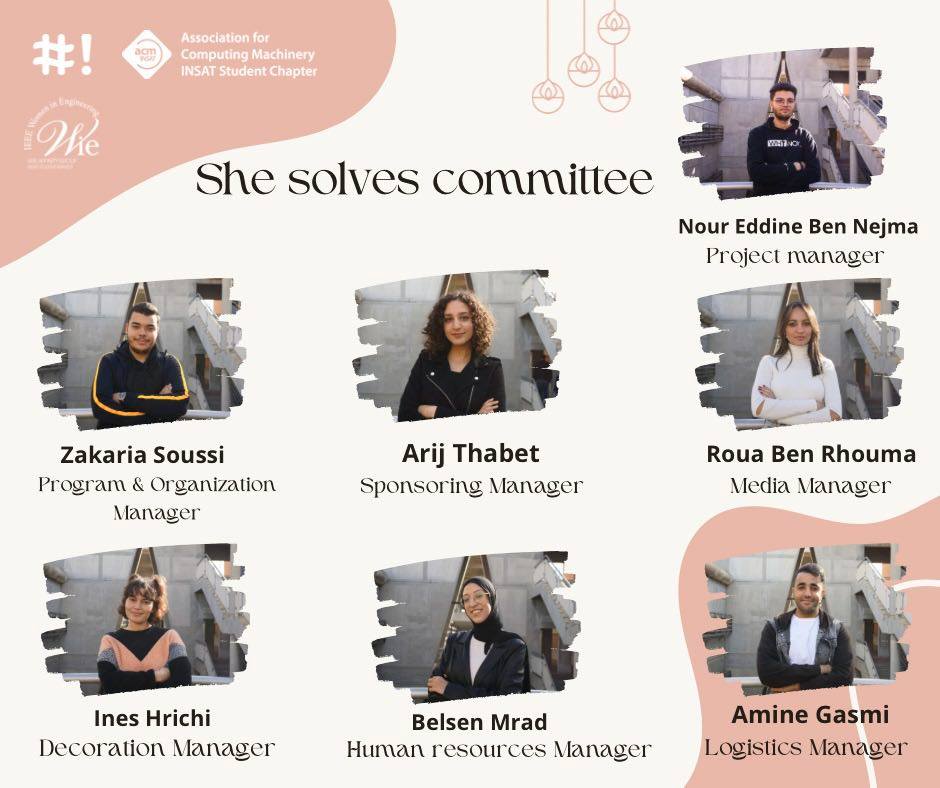 #!
acm
INSAT
Association for
Computing Machinery
INSAT Student Chapter
IEEE Women in Engineering
Wie
She solves committee
WHY NOT
Nour Eddine Ben Nejma
Project manager
Zakaria Soussi
Program & Organization
Manager
Arij Thabet
Sponsoring Manager
Roua Ben Rhouma
Media Manager
Ines Hrichi
Decoration Manager
Belsen Mrad
Human resources Manager
Amine Gasmi
Logistics Manager